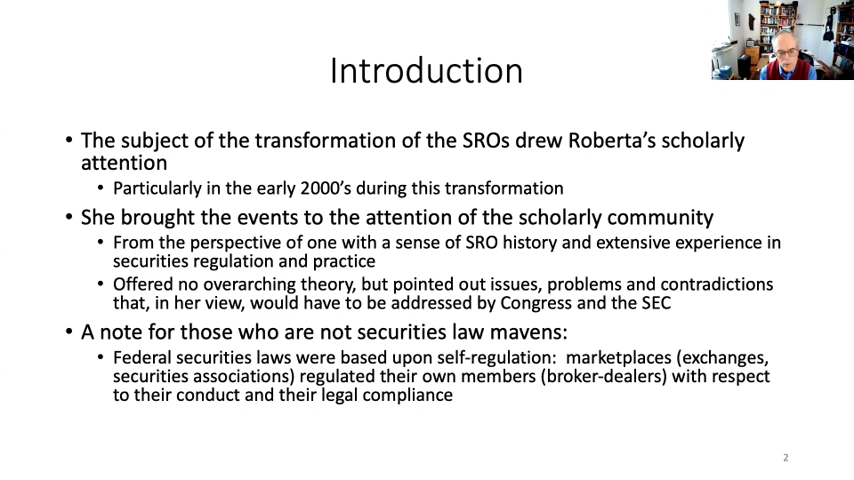 Introduction
• The subject of the transformation of the SROs drew Roberta's scholarly
attention
• Particularly in the early 2000's during this transformation
• She brought the events to the attention of the scholarly community
• From the perspective of one with a sense of SRO history and extensive experience in
securities regulation and practice
• Offered no overarching theory, but pointed out issues, problems and contradictions
that, in her view, would have to be addressed by Congress and the SEC
• A note for those who are not securities law mavens:
• Federal securities laws were based upon self-regulation:  marketplaces (exchanges,
securities associations) regulated their own members (broker-dealers) with respect
to their conduct and their legal compliance
2